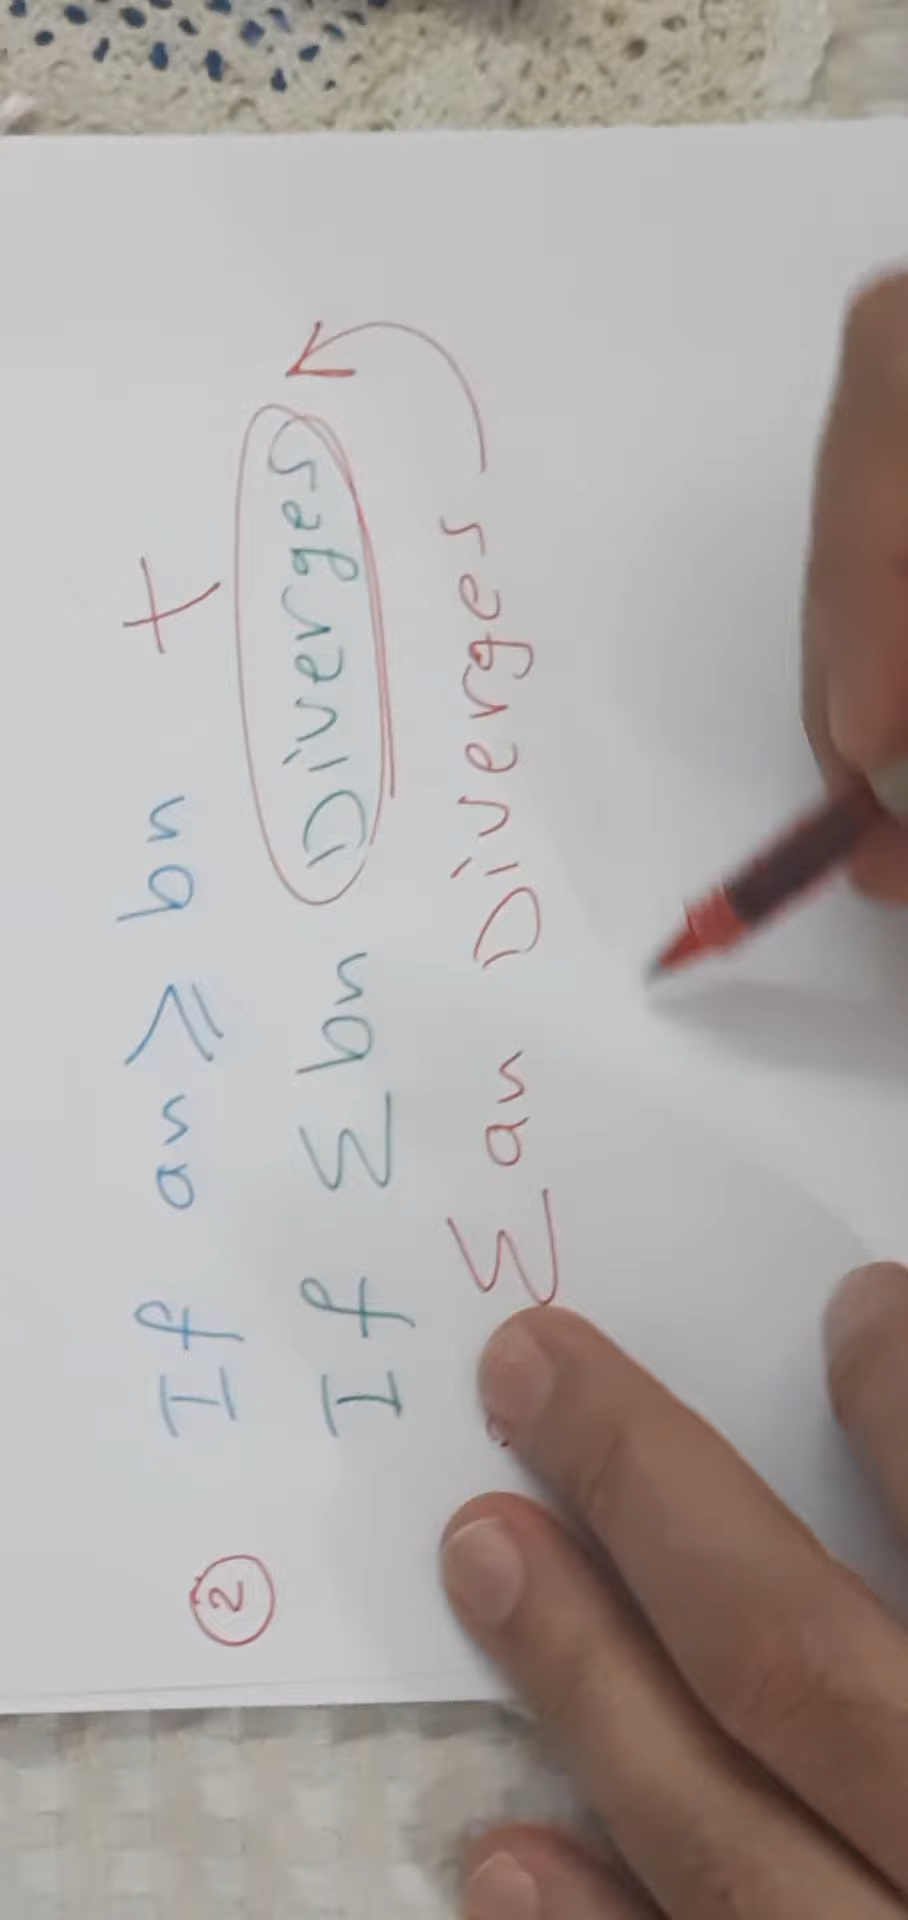 ② If an ⩾ bn +
If Σ bn Diverges
Σ an Diverges